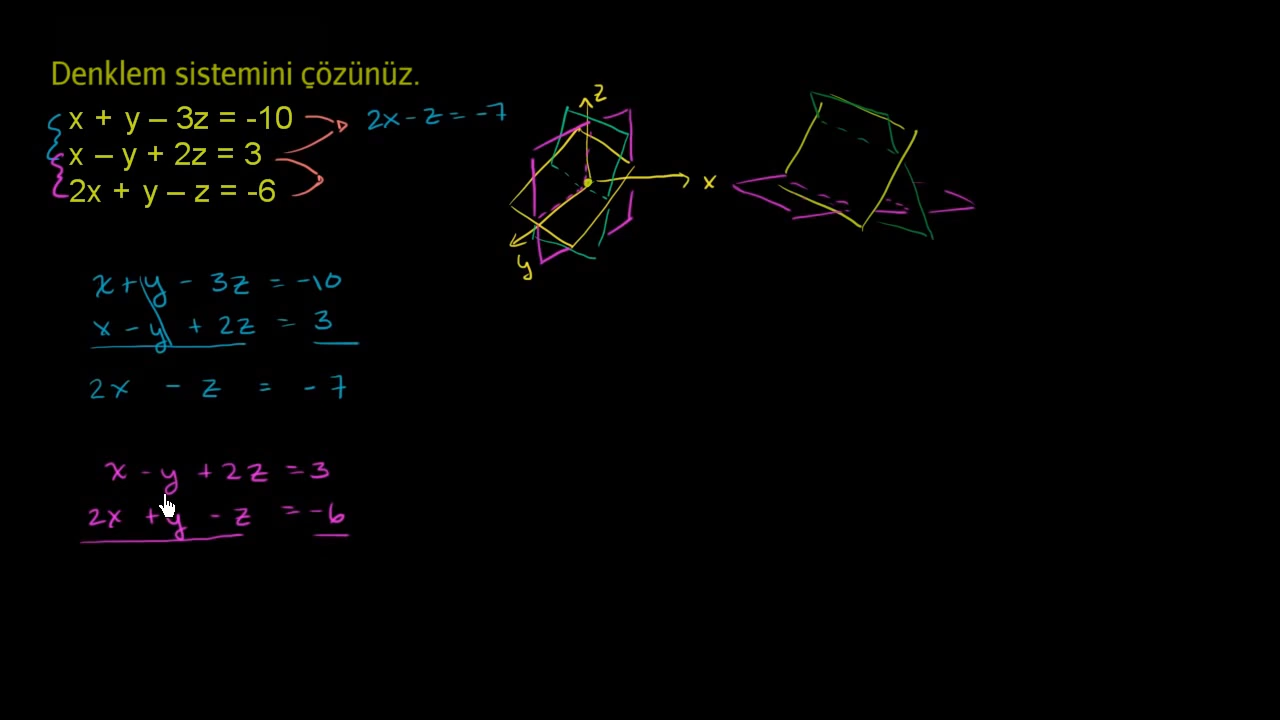 Denklem sistemini çözünüz.
x + y – 3z = -10
2x - z = -7
x – y + 2z = 3
2x + y – z = -6
z
x
y
x + y - 3z = -10
x - y + 2z = 3
2x - z = -7
x - y + 2z = 3
2x + y - z = -6